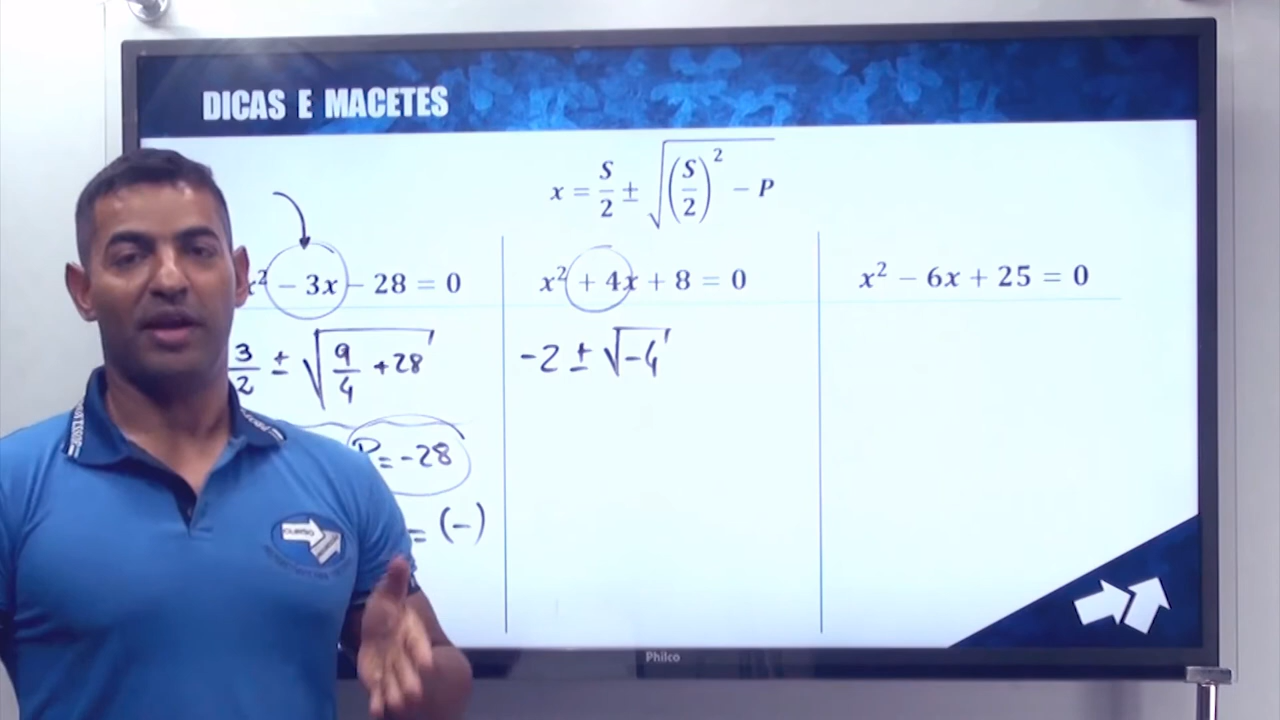 DICAS E MACETES
x = S/2 ± √((S/2)² − P)
x² − 3x − 28 = 0
x² + 4x + 8 = 0
x² − 6x + 25 = 0
3/2 ± √(9/4 + 28)
-2 ± √-4
P = -28
= (-)
CURSO
Philco